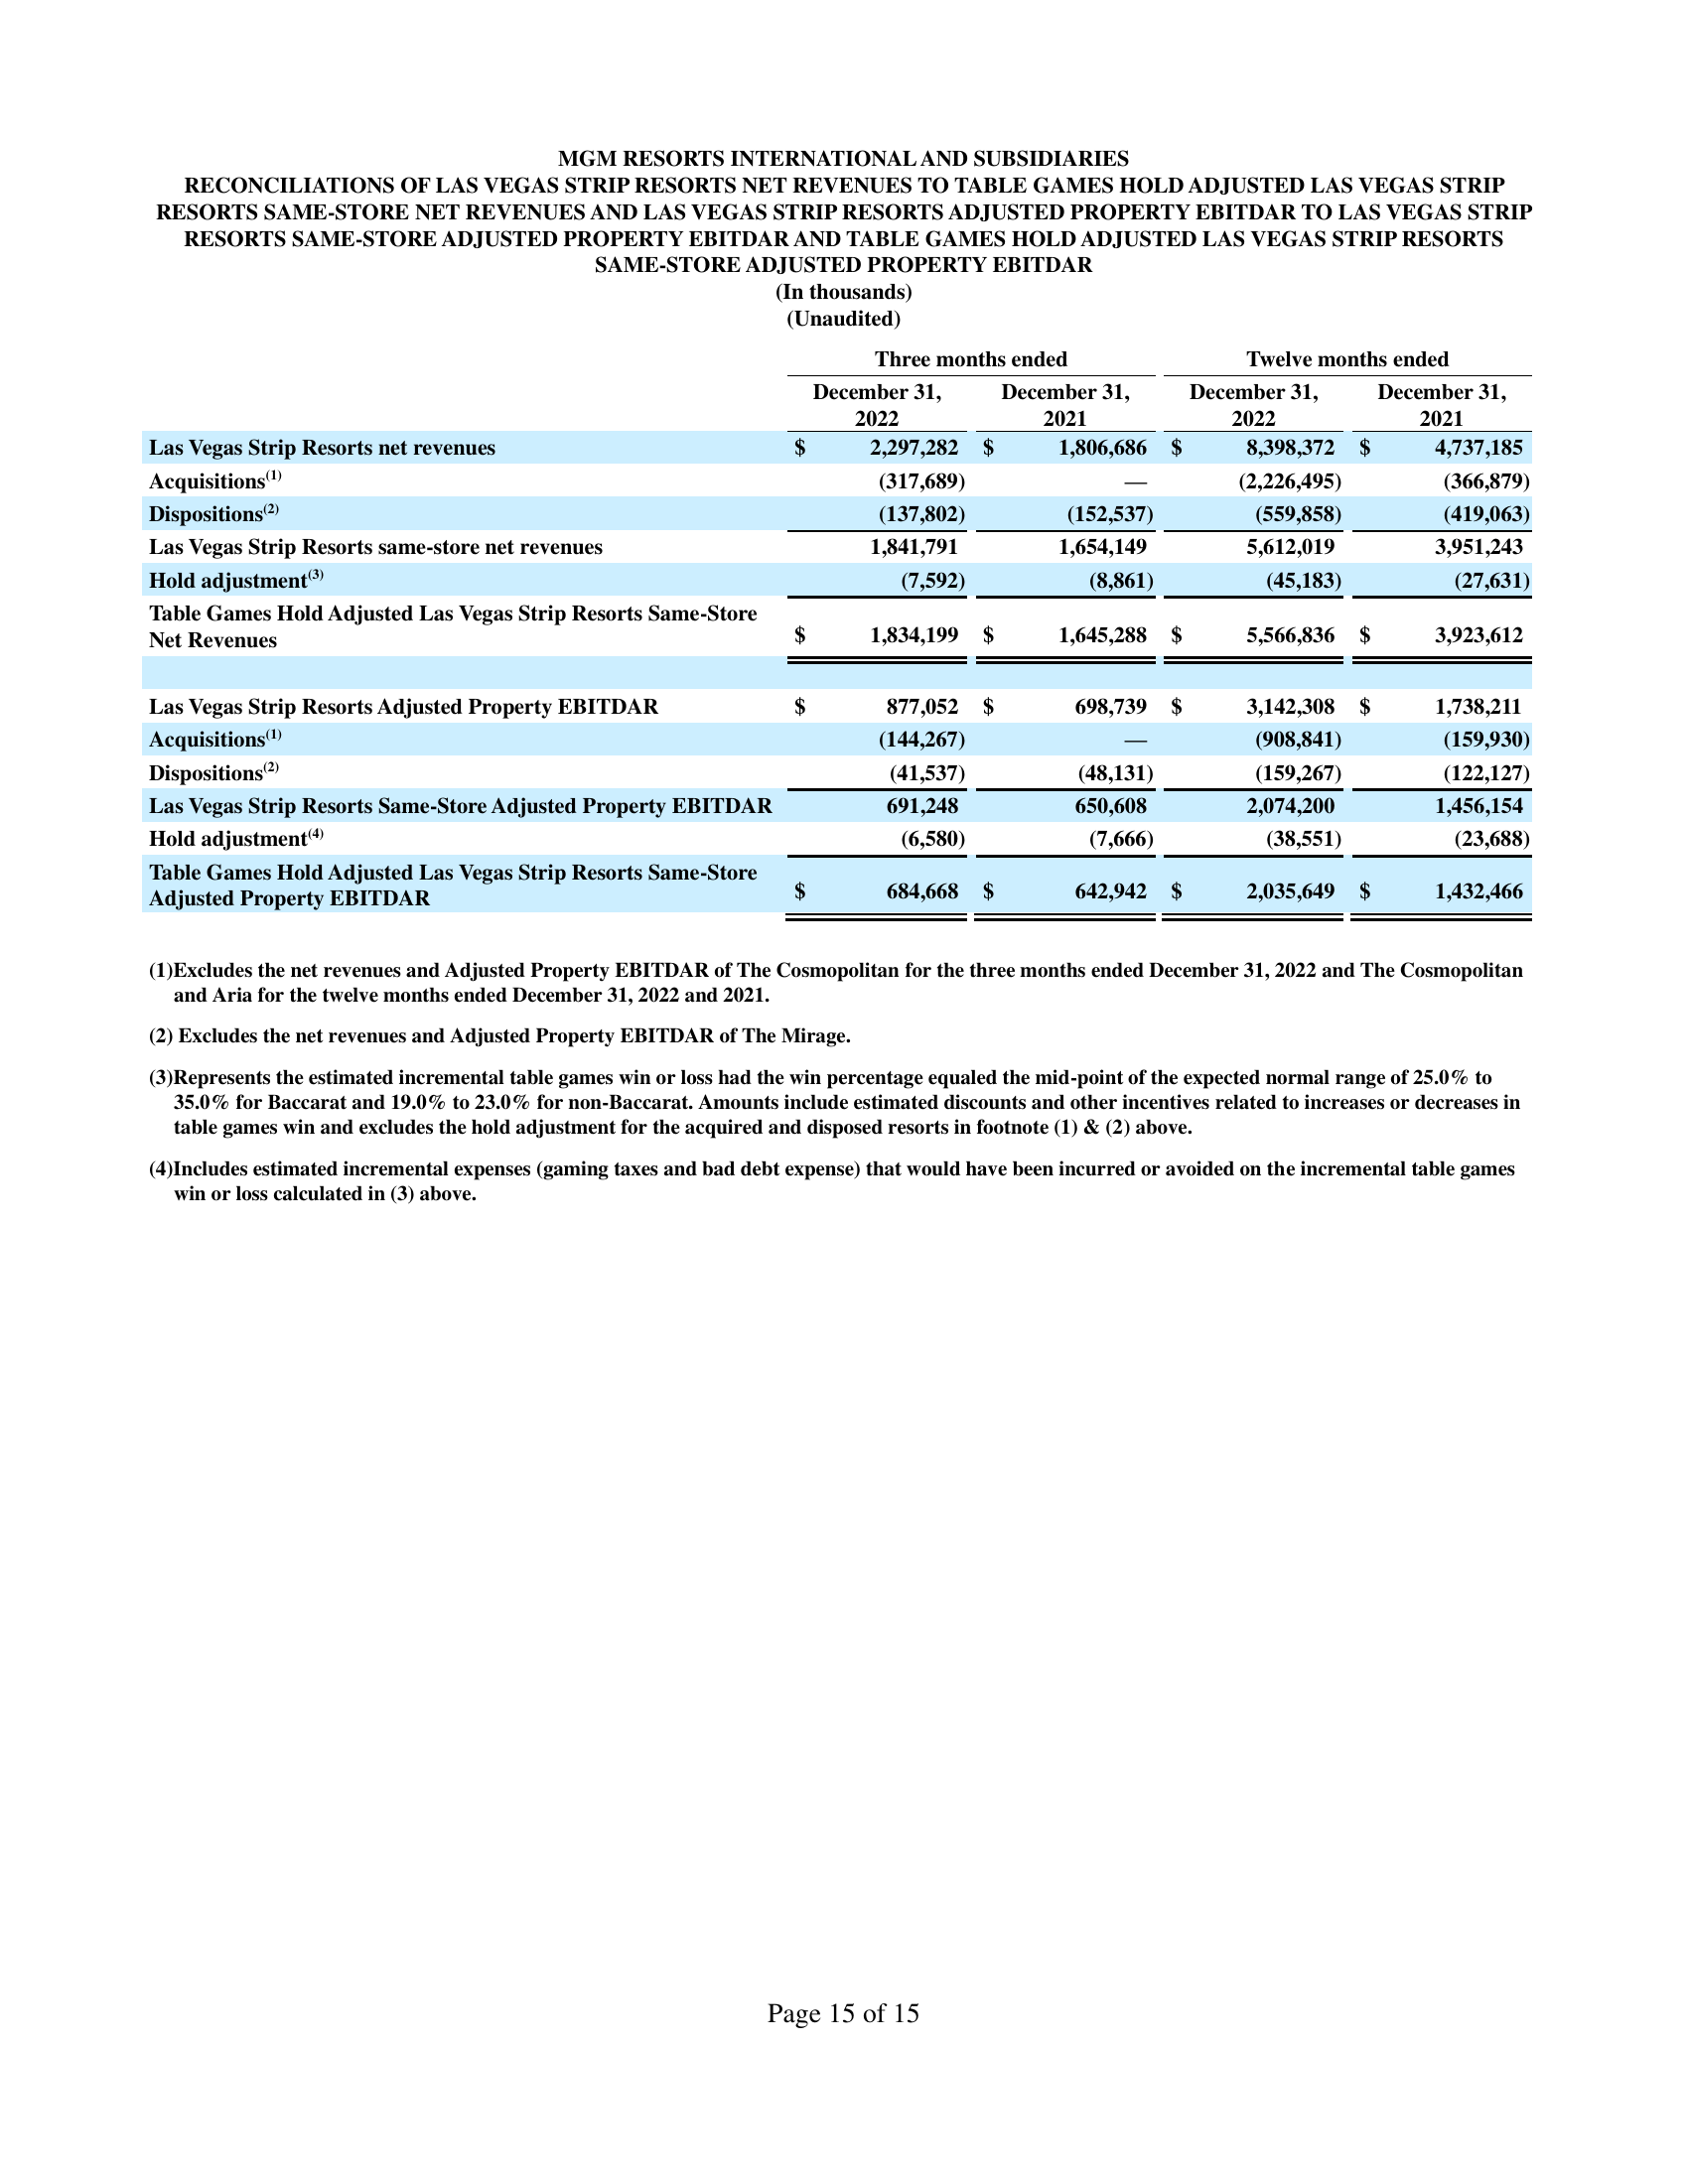 MGM RESORTS INTERNATIONAL AND SUBSIDIARIES
RECONCILIATIONS OF LAS VEGAS STRIP RESORTS NET REVENUES TO TABLE GAMES HOLD ADJUSTED LAS VEGAS STRIP
RESORTS SAME-STORE NET REVENUES AND LAS VEGAS STRIP RESORTS ADJUSTED PROPERTY EBITDAR TO LAS VEGAS STRIP
RESORTS SAME-STORE ADJUSTED PROPERTY EBITDAR AND TABLE GAMES HOLD ADJUSTED LAS VEGAS STRIP RESORTS
SAME-STORE ADJUSTED PROPERTY EBITDAR
(In thousands)
(Unaudited)
Three months ended Twelve months ended
December 31, December 31, December 31, December 31,
2022 2021 2022 2021
Las Vegas Strip Resorts net revenues $ 2,297,282 $ 1,806,686 $ 8,398,372 $ 4,737,185
Acquisitions(1) (317,689) — (2,226,495) (366,879)
Dispositions(2) (137,802) (152,537) (559,858) (419,063)
Las Vegas Strip Resorts same-store net revenues 1,841,791 1,654,149 5,612,019 3,951,243
Hold adjustment(3) (7,592) (8,861) (45,183) (27,631)
Table Games Hold Adjusted Las Vegas Strip Resorts Same-Store
Net Revenues $ 1,834,199 $ 1,645,288 $ 5,566,836 $ 3,923,612
Las Vegas Strip Resorts Adjusted Property EBITDAR $ 877,052 $ 698,739 $ 3,142,308 $ 1,738,211
Acquisitions(1) (144,267) — (908,841) (159,930)
Dispositions(2) (41,537) (48,131) (159,267) (122,127)
Las Vegas Strip Resorts Same-Store Adjusted Property EBITDAR 691,248 650,608 2,074,200 1,456,154
Hold adjustment(4) (6,580) (7,666) (38,551) (23,688)
Table Games Hold Adjusted Las Vegas Strip Resorts Same-Store
Adjusted Property EBITDAR $ 684,668 $ 642,942 $ 2,035,649 $ 1,432,466
(1)Excludes the net revenues and Adjusted Property EBITDAR of The Cosmopolitan for the three months ended December 31, 2022 and The Cosmopolitan
and Aria for the twelve months ended December 31, 2022 and 2021.
(2) Excludes the net revenues and Adjusted Property EBITDAR of The Mirage.
(3)Represents the estimated incremental table games win or loss had the win percentage equaled the mid-point of the expected normal range of 25.0% to
35.0% for Baccarat and 19.0% to 23.0% for non-Baccarat. Amounts include estimated discounts and other incentives related to increases or decreases in
table games win and excludes the hold adjustment for the acquired and disposed resorts in footnote (1) & (2) above.
(4)Includes estimated incremental expenses (gaming taxes and bad debt expense) that would have been incurred or avoided on the incremental table games
win or loss calculated in (3) above.
Page 15 of 15